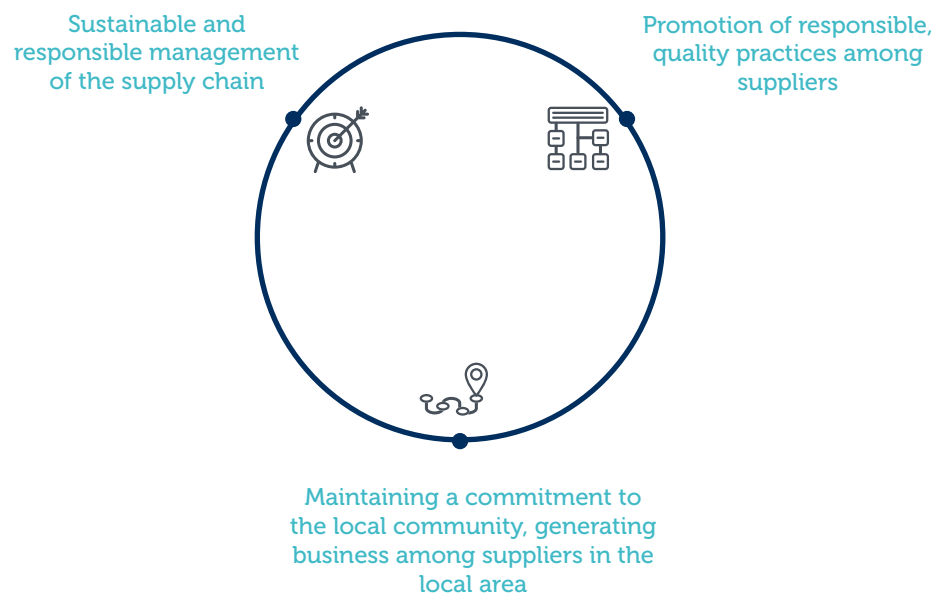 Sustainable and
responsible management
of the supply chain
Promotion of responsible,
quality practices among
suppliers
Maintaining a commitment to
the local community, generating
business among suppliers in the
local area